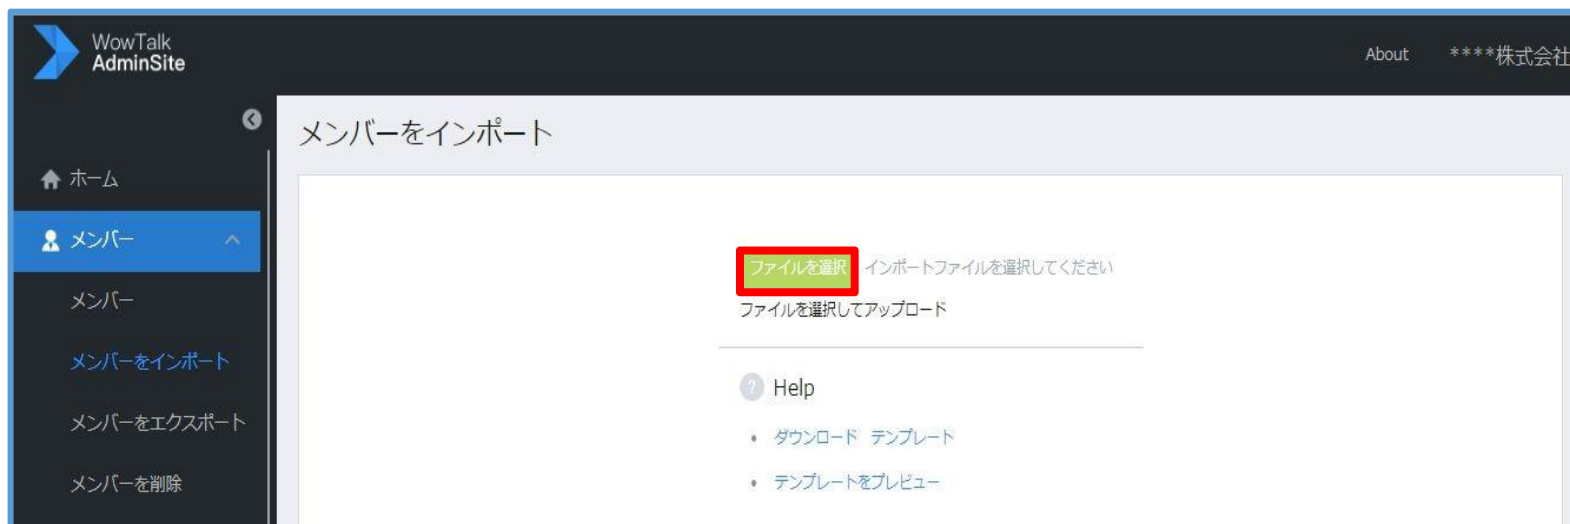 WowTalk
AdminSite
About ****株式会社
メンバーをインポート
ホーム
メンバー
メンバー
メンバーをインポート
メンバーをエクスポート
メンバーを削除
ファイルを選択 インポートファイルを選択してください
ファイルを選択してアップロード
? Help
• ダウンロード テンプレート
• テンプレートをプレビュー